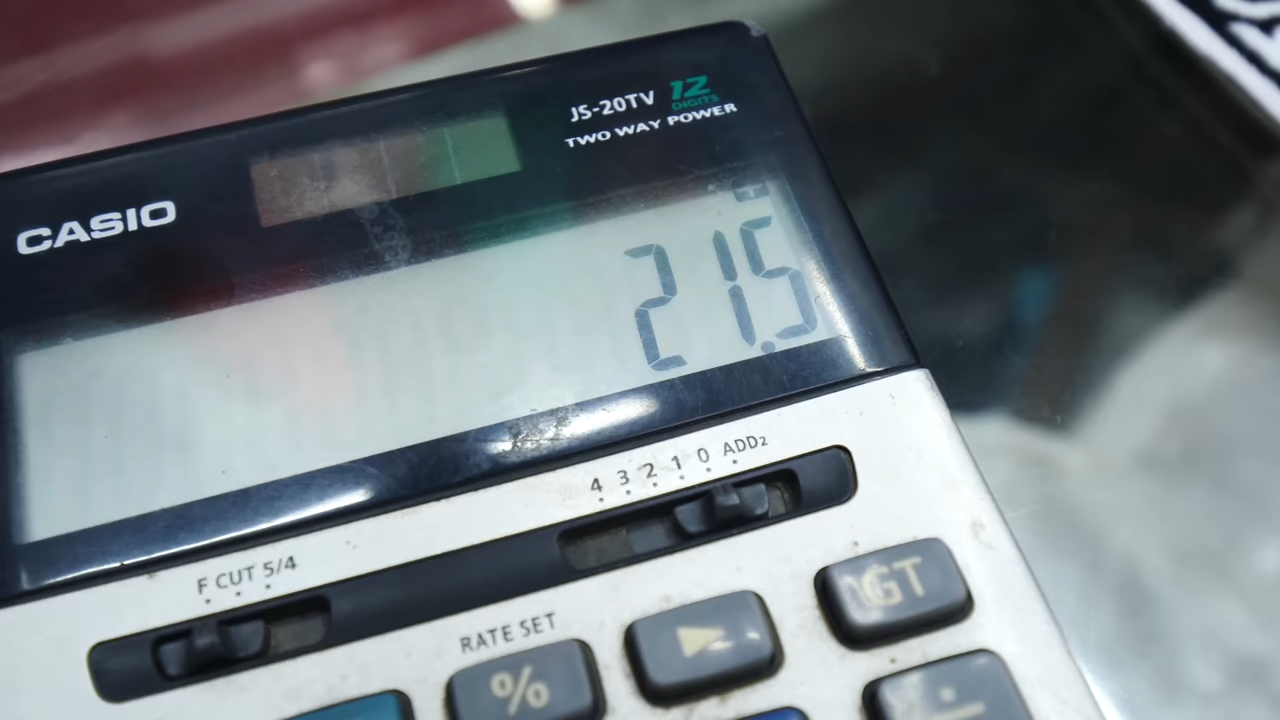 JS-20TV 12
DIGITS
TWO WAY POWER
CASIO
21.5
4 3 2 1 0 ADD2
F CUT 5/4
RATE SET
GT
%
▶
÷